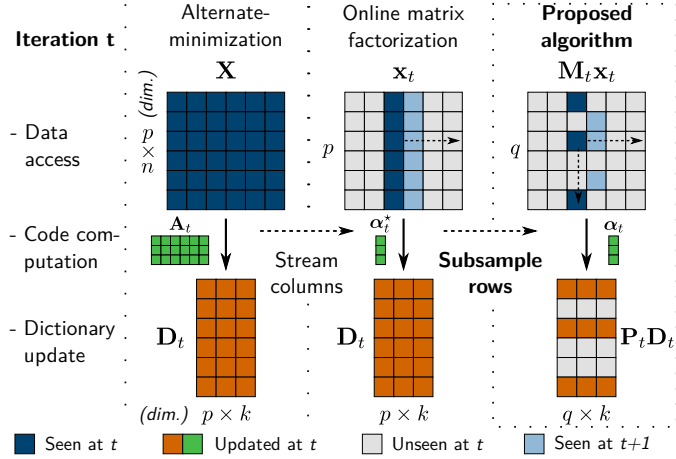 Iteration t
Alternate-
minimization
Online matrix
factorization
Proposed
algorithm
X
x_t
M_t x_t
- Data
access
(dim.)
p
×
n
p
q
- Code com-
putation
A_t
α_t^⋆
α_t
Stream
columns
Subsample
rows
- Dictionary
update
D_t
D_t
P_t D_t
(dim.) p × k
p × k
q × k
Seen at t
Updated at t
Unseen at t
Seen at t+1